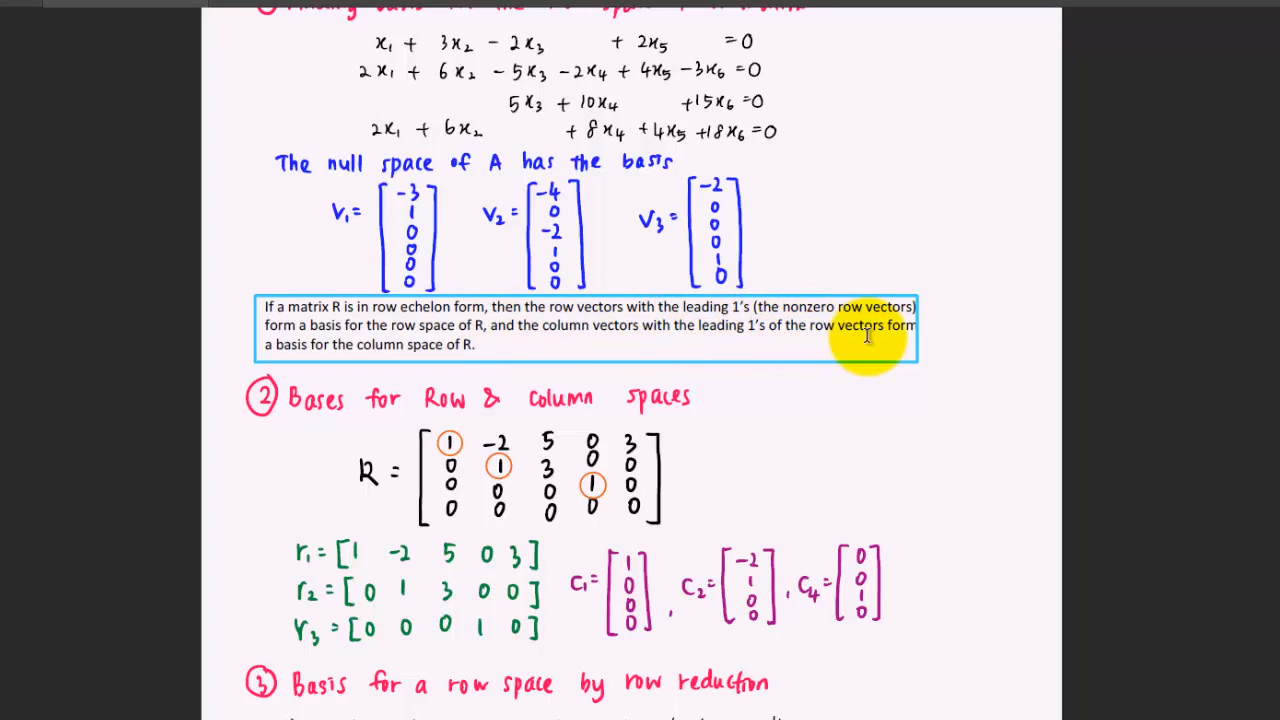 x₁ + 3x₂ - 2x₃ + 2x₅ = 0
2x₁ + 6x₂ - 5x₃ - 2x₄ + 4x₅ - 3x₆ = 0
5x₃ + 10x₄ + 15x₆ = 0
2x₁ + 6x₂ + 8x₄ + 4x₅ + 18x₆ = 0
The null space of A has the basis
V₁ = [-3 1 0 0 0 0] V₂ = [-4 0 -2 1 0 0] V₃ = [-2 0 0 0 1 0]
If a matrix R is in row echelon form, then the row vectors with the leading 1's (the nonzero row vectors)
form a basis for the row space of R, and the column vectors with the leading 1's of the row vectors form
a basis for the column space of R.
② Bases for Row & Column spaces
R = [1 -2 5 0 3
0 1 3 0 0
0 0 0 1 0
0 0 0 0 0]
r₁ = [1 -2 5 0 3]
r₂ = [0 1 3 0 0]
r₃ = [0 0 0 1 0]
C₁ = [1 0 0 0], C₂ = [-2 1 0 0], C₄ = [0 0 1 0]
③ Basis for a row space by row reduction